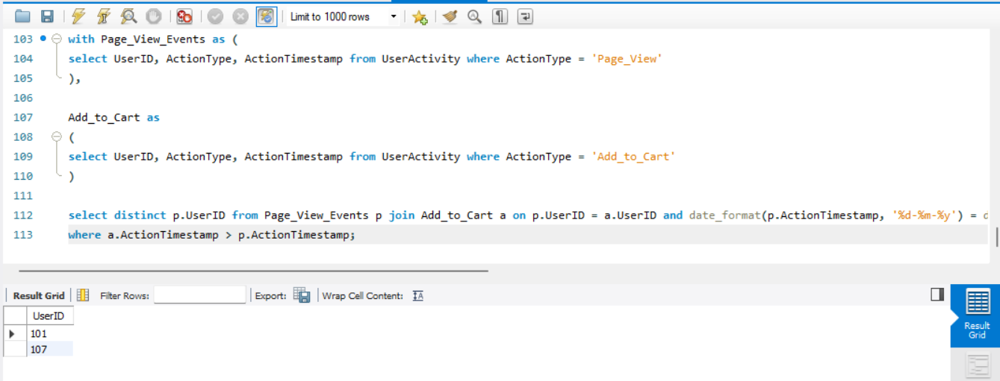 Limit to 1000 rows
103 with Page_View_Events as (
104 select UserID, ActionType, ActionTimestamp from UserActivity where ActionType = 'Page_View'
105 ),
106
107 Add_to_Cart as
108 (
109 select UserID, ActionType, ActionTimestamp from UserActivity where ActionType = 'Add_to_Cart'
110 )
111
112 select distinct p.UserID from Page_View_Events p join Add_to_Cart a on p.UserID = a.UserID and date_format(p.ActionTimestamp, '%d-%m-%y') =
113 where a.ActionTimestamp > p.ActionTimestamp;
Result Grid Filter Rows: Export: Wrap Cell Content:
UserID
101
107
Result
Grid